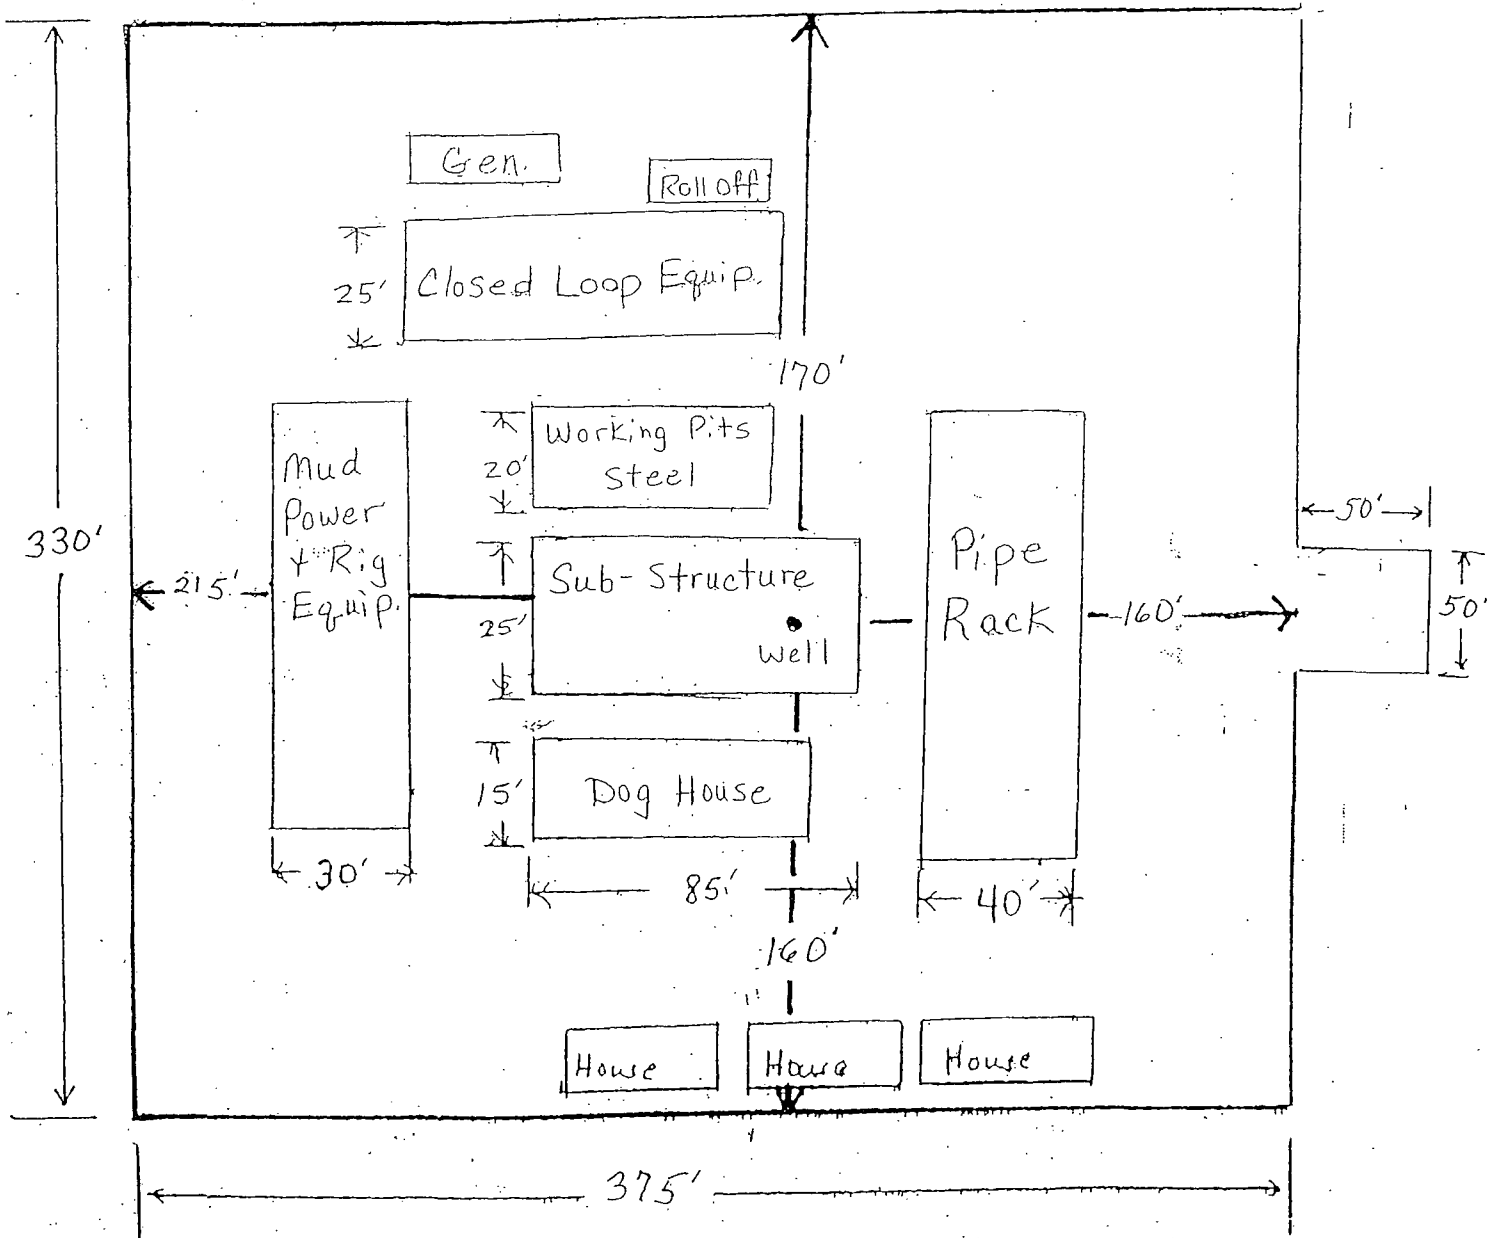 Gen.
Roll Off
25'
Closed Loop Equip.
170'
Mud
Power
+ Rig
Equip.
20'
Working Pits
Steel
330'
215'
25'
Sub-Structure
Well
Pipe
Rack
160'
50'
50'
15'
Dog House
30'
85'
40'
160'
House
House
House
375'